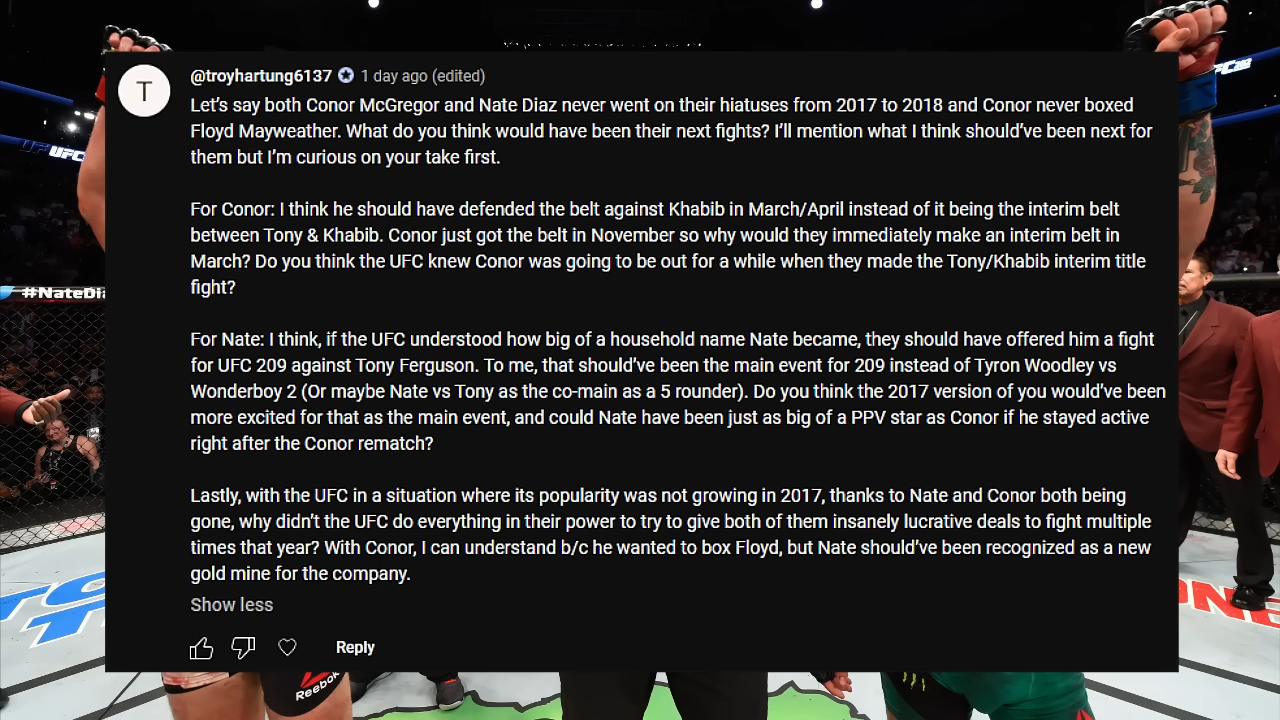 @troyhartung6137 1 day ago (edited)
T
Let's say both Conor McGregor and Nate Diaz never went on their hiatuses from 2017 to 2018 and Conor never boxed
Floyd Mayweather. What do you think would have been their next fights? I'll mention what I think should've been next for
them but I'm curious on your take first.
For Conor: I think he should have defended the belt against Khabib in March/April instead of it being the interim belt
between Tony & Khabib. Conor just got the belt in November so why would they immediately make an interim belt in
March? Do you think the UFC knew Conor was going to be out for a while when they made the Tony/Khabib interim title
fight?
#NateDia
For Nate: I think, if the UFC understood how big of a household name Nate became, they should have offered him a fight
for UFC 209 against Tony Ferguson. To me, that should've been the main event for 209 instead of Tyron Woodley vs
Wonderboy 2 (Or maybe Nate vs Tony as the co-main as a 5 rounder). Do you think the 2017 version of you would've been
more excited for that as the main event, and could Nate have been just as big of a PPV star as Conor if he stayed active
right after the Conor rematch?
Lastly, with the UFC in a situation where its popularity was not growing in 2017, thanks to Nate and Conor both being
gone, why didn't the UFC do everything in their power to try to give both of them insanely lucrative deals to fight multiple
times that year? With Conor, I can understand b/c he wanted to box Floyd, but Nate should've been recognized as a new
gold mine for the company.
Show less
Reply
Reebok